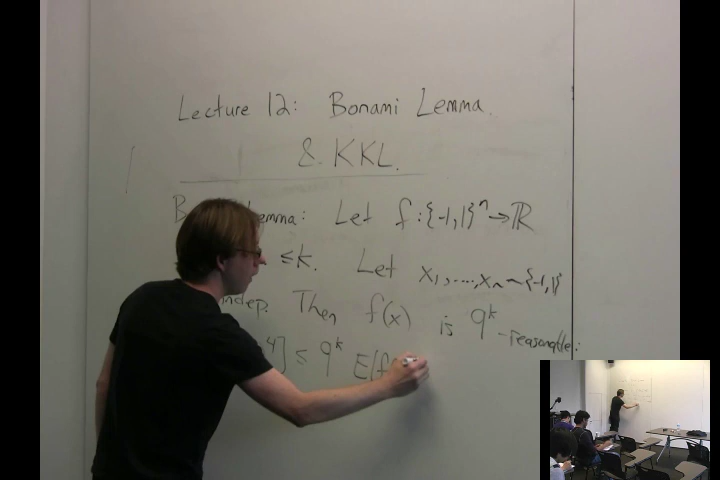 Lecture 12: Bonami Lemma.
& KKL.
Lemma: Let f:{-1,1}ⁿ→ℝ
≤k. Let x₁,...,xₙ~{-1,1}
indep. Then f(x) is 9ᵏ-reasonable:
4] ≤ 9ᵏ E[f